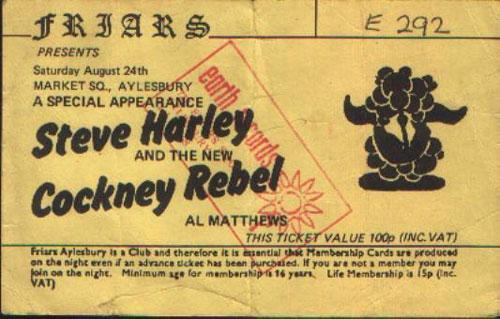 FRIARS
E 292
PRESENTS
Saturday August 24th
MARKET SQ., AYLESBURY
A SPECIAL APPEARANCE
Steve Harley
AND THE NEW
Cockney Rebel
AL MATTHEWS
earth records
THIS TICKET VALUE 100p (INC. VAT)
Friars Aylesbury is a Club and therefore it is essential that Membership Cards are produced
on the night even if an advance ticket has been purchased. If you are not a member you may
join on the night. Minimum age for membership is 16 years. Life Membership is 15p (Inc.
VAT)